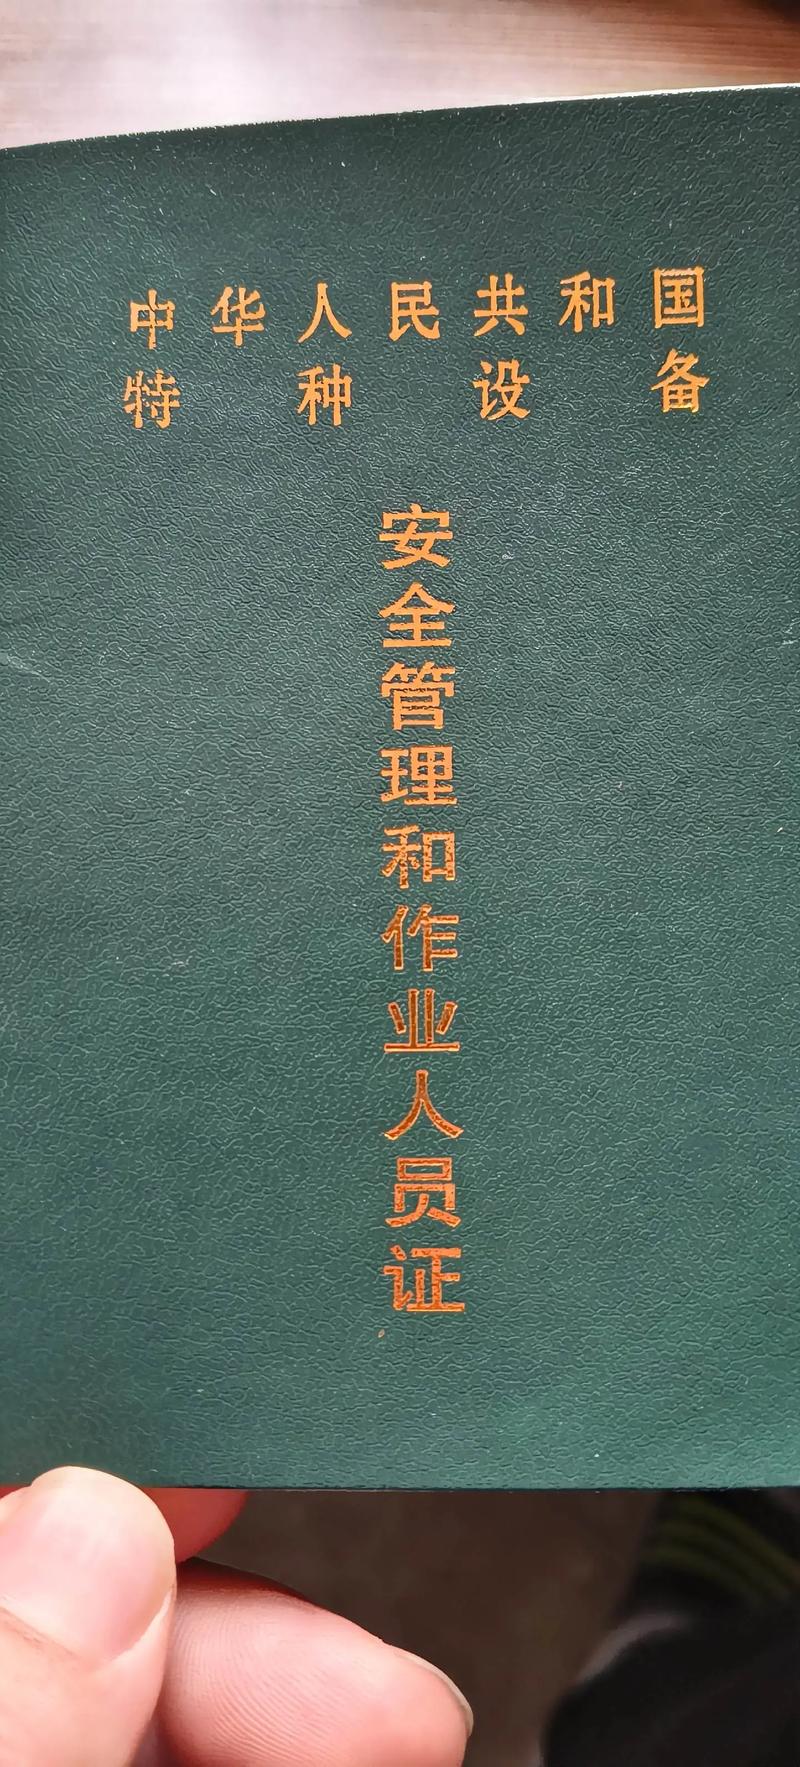 中华人民共和国
特种设备
安全管理和作业人员证